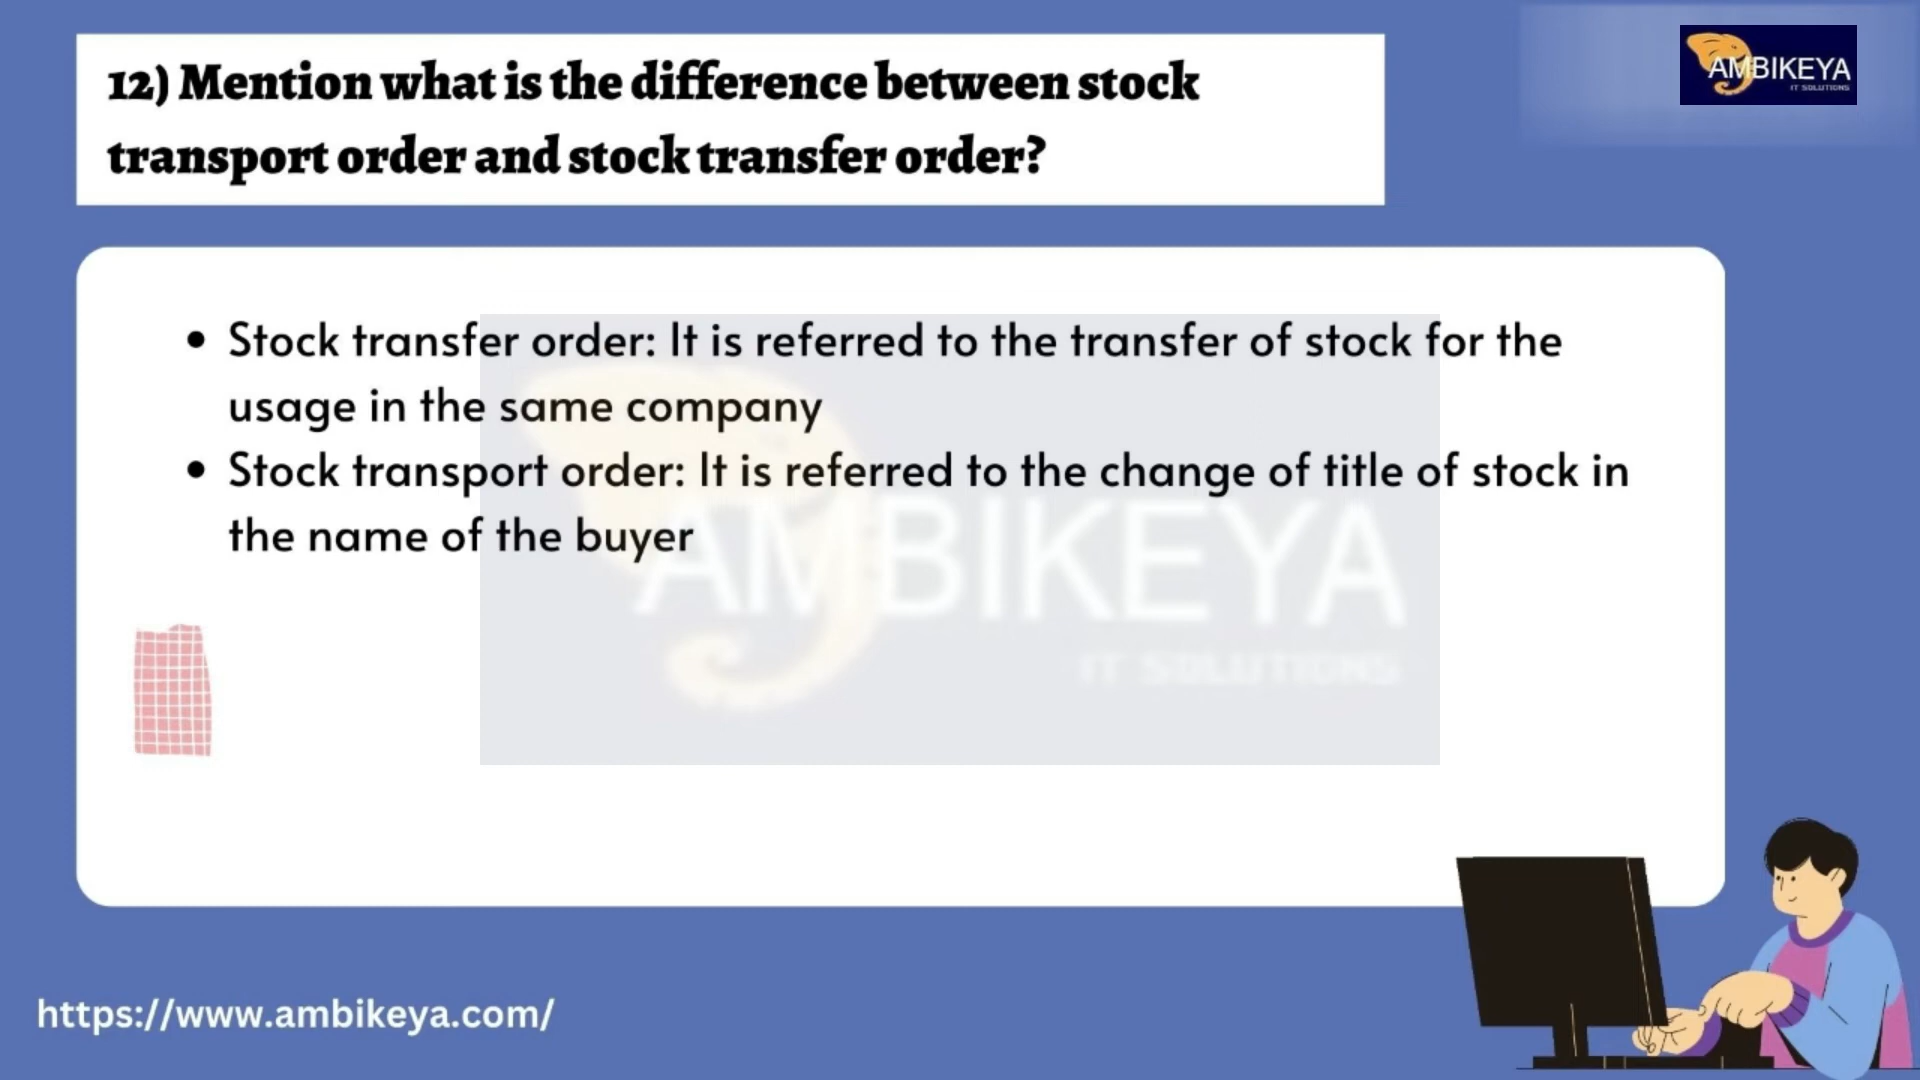 12) Mention what is the difference between stock
transport order and stock transfer order?
AMBIKEYA
IT SOLUTIONS
• Stock transfer order: It is referred to the transfer of stock for the
usage in the same company
• Stock transport order: It is referred to the change of title of stock in
the name of the buyer
AMBIKEYA
IT SOLUTIONS
https://www.ambikeya.com/